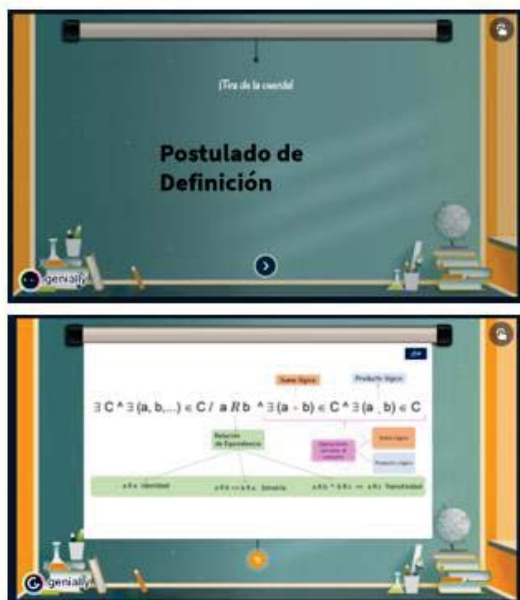 ¡Tira de la cuerda!
Postulado de
Definición
genially
Suma lógica
Producto lógico
∃ C ^ ∃ (a, b,...) ∈ C / a R b ^ ∃ (a + b) ∈ C ^ ∃ (a . b) ∈ C
Relación
de Equivalencia
Suma lógica
Producto lógico
a R a Identidad
a R b => b R a Simetría
a R b ^ b R c => a R c Transitividad
genially